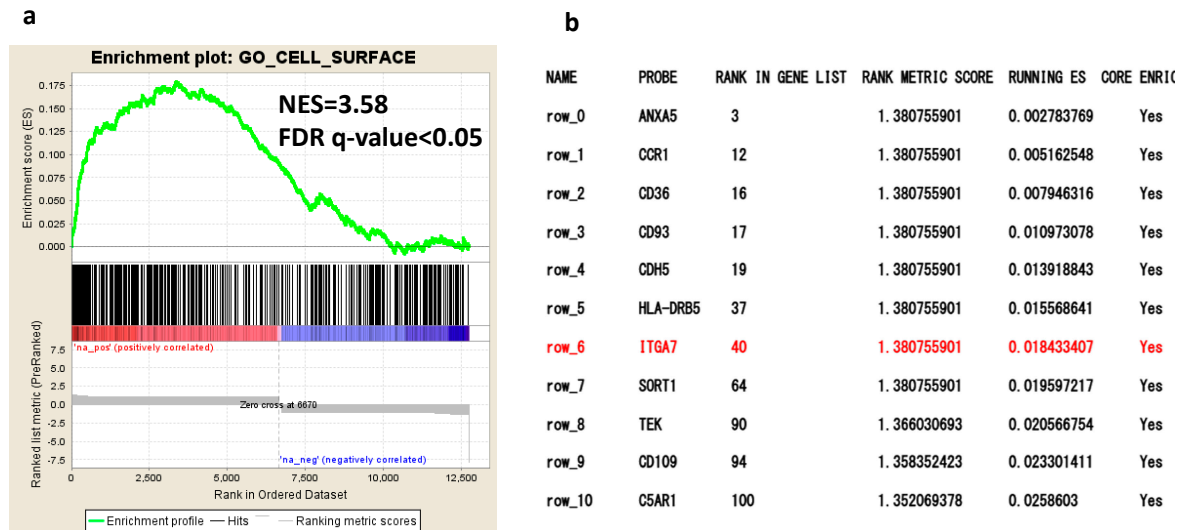 a
Enrichment plot: GO_CELL_SURFACE
NES=3.58
FDR q-value<0.05
Enrichment score (ES)
0.175
0.150
0.125
0.100
0.075
0.050
0.025
0.000
'na_pos' (positively correlated)
Ranked list metric (PreRanked)
7.5
5.0
2.5
0.0
-2.5
-5.0
-7.5
Zero cross at 6670
'na_neg' (negatively correlated)
0 2,500 5,000 7,500 10,000 12,500
Rank in Ordered Dataset
Enrichment profile Hits Ranking metric scores
b
NAME PROBE RANK IN GENE LIST RANK METRIC SCORE RUNNING ES CORE ENRI
row_0 ANXA5 3 1.380755901 0.002783769 Yes
row_1 CCR1 12 1.380755901 0.005162548 Yes
row_2 CD36 16 1.380755901 0.007946316 Yes
row_3 CD93 17 1.380755901 0.010973078 Yes
row_4 CDH5 19 1.380755901 0.013918843 Yes
row_5 HLA-DRB5 37 1.380755901 0.015568641 Yes
row_6 ITGA7 40 1.380755901 0.018433407 Yes
row_7 SORT1 64 1.380755901 0.019597217 Yes
row_8 TEK 90 1.366030693 0.020566754 Yes
row_9 CD109 94 1.358352423 0.023301411 Yes
row_10 C5AR1 100 1.352069378 0.0258603 Yes